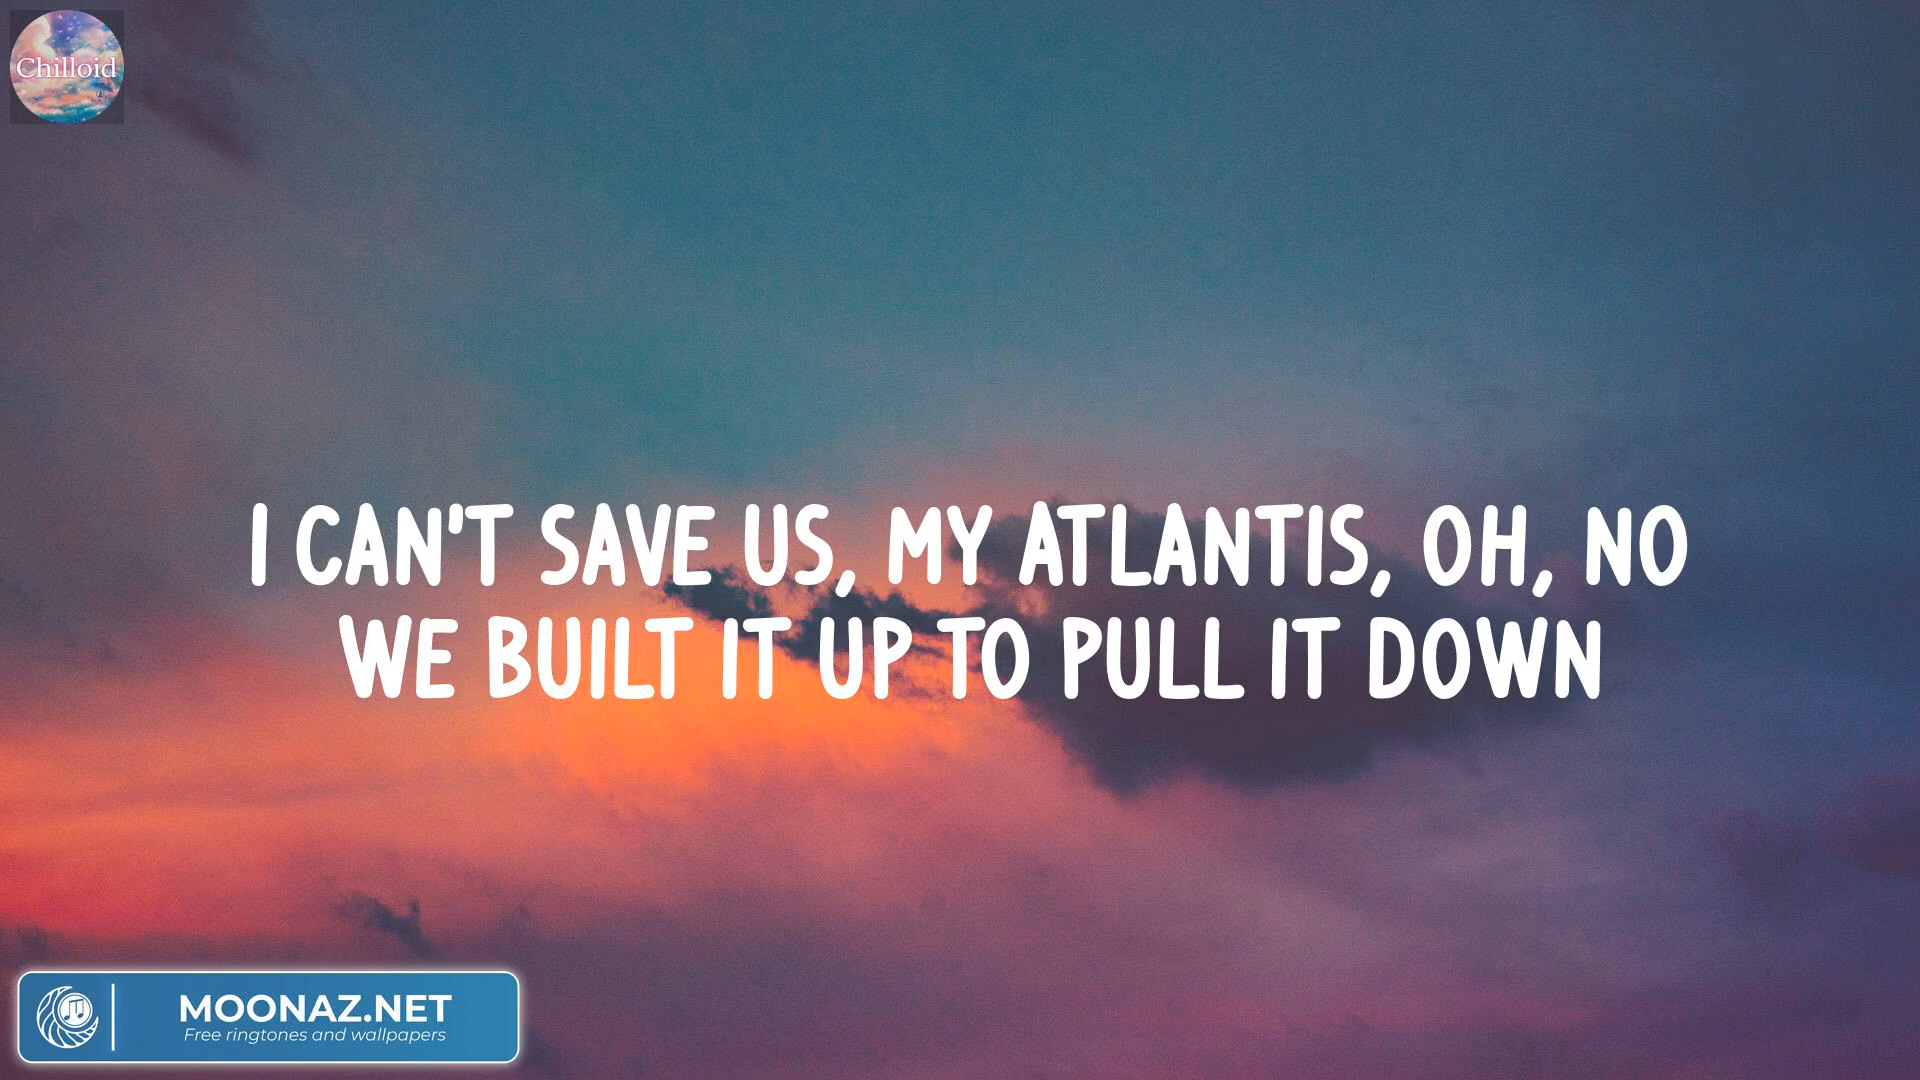 Chilloid
I CAN'T SAVE US, MY ATLANTIS, OH, NO
WE BUILT IT UP TO PULL IT DOWN
MOONAZ.NET
Free ringtones and wallpapers